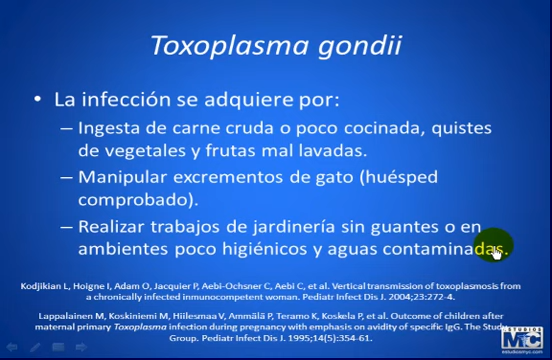 Toxoplasma gondii
• La infección se adquiere por:
– Ingesta de carne cruda o poco cocinada, quistes
de vegetales y frutas mal lavadas.
– Manipular excrementos de gato (huésped
comprobado).
– Realizar trabajos de jardinería sin guantes o en
ambientes poco higiénicos y aguas contaminadas.
Kodjikian L, Hoigne I, Adam O, Jacquier P, Aebi-Ochsner C, Aebi C, et al. Vertical transmission of toxoplasmosis from
a chronically infected inmunocompetent woman. Pediatr Infect Dis J. 2004;23:272-4.
Lappalainen M, Koskiniemi M, Hiilesmaa V, Ammälä P, Teramo K, Koskela P, et al. Outcome of children after
maternal primary Toxoplasma infection during pregnancy with emphasis on avidity of specific IgG. The Study
Group. Pediatr Infect Dis J. 1995;14(5):354-61.
ESTUDIOS
MyC
estudiosmyc.com